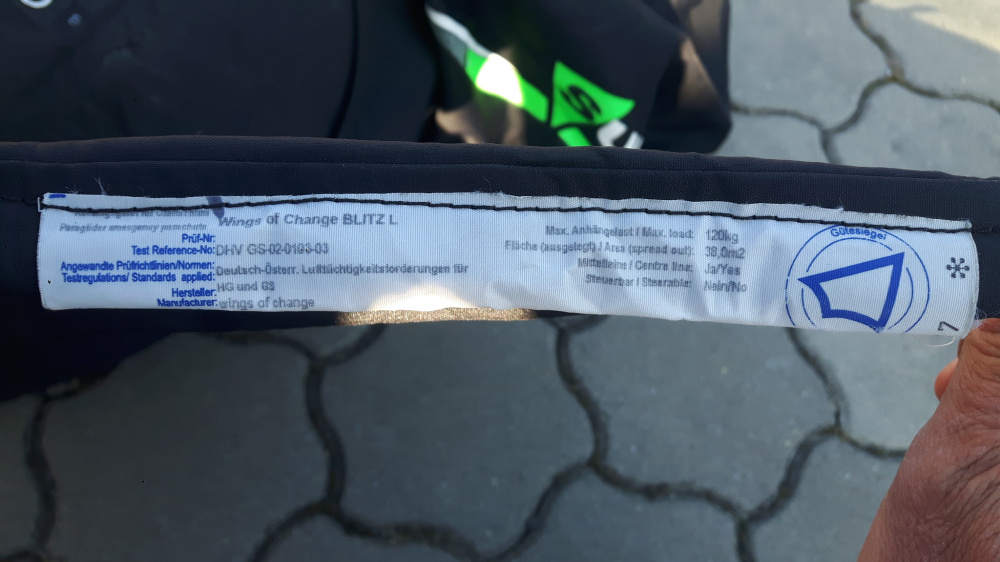 Paraglider emergency parachute Wings of Change BLITZ L
Prüf-Nr:
Test Reference-No: DHV GS-02-0193-03
Angewandte Prüfrichtlinien/Normen: Deutsch-Österr. Lufttüchtigkeitsforderungen für
Testregulations/ Standards applied: HG und GS
Hersteller:
Manufacturer: wings of change
Max. Anhängelast / Max. load: 120kg
Fläche (ausgelegt) / Area (spread out): 39,0m2
Mittelleine / Centre line: Ja/Yes
Steuerbar / Steerable: Nein/No
Gütesiegel
7
S